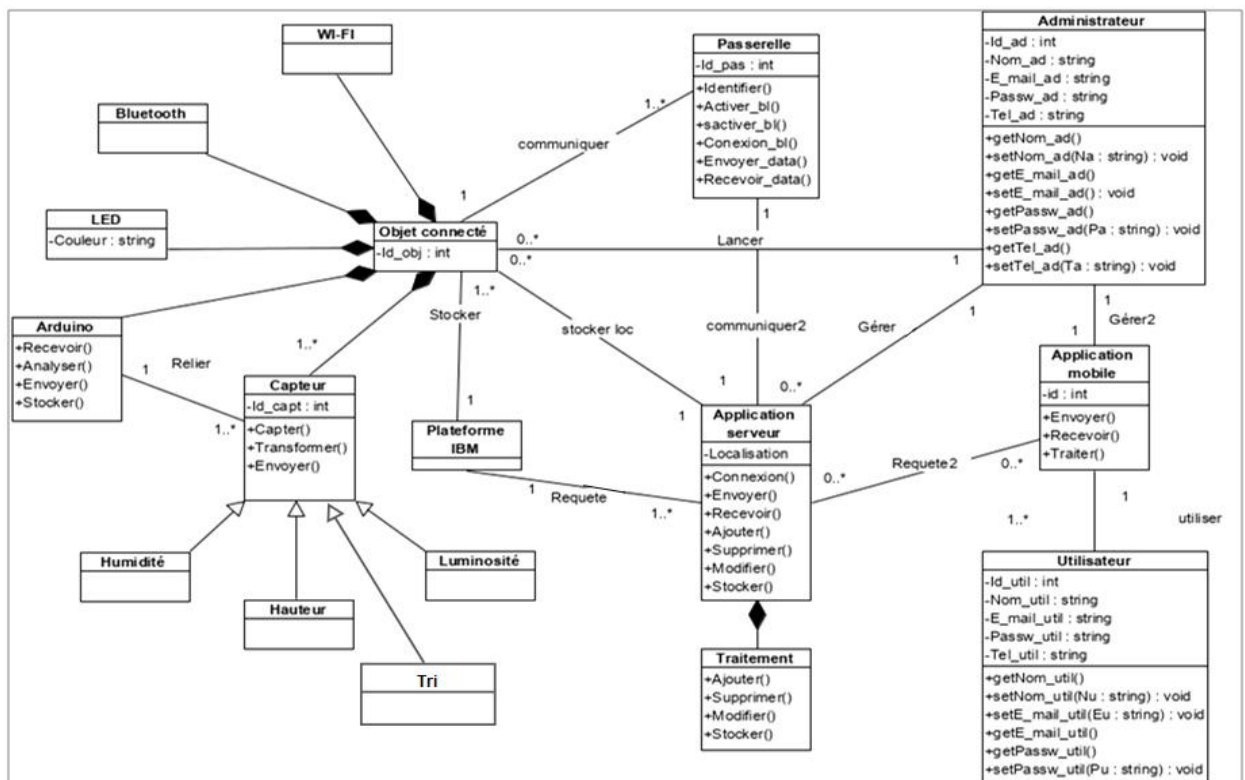 WI-FI
Bluetooth
LED
-Couleur : string
Objet connecté
-Id_obj : int
Passerelle
-Id_pas : int
+Identifier()
+Activer_bl()
+sactiver_bl()
+Conexion_bl()
+Envoyer_data()
+Recevoir_data()
Administrateur
-Id_ad : int
-Nom_ad : string
-E_mail_ad : string
-Passw_ad : string
-Tel_ad : string
+getNom_ad()
+setNom_ad(Na : string) : void
+getE_mail_ad()
+setE_mail_ad() : void
+getPassw_ad()
+setPassw_ad(Pa : string) : void
+getTel_ad()
+setTel_ad(Ta : string) : void
1..*
communiquer
1
0..*
Lancer
1
0..*
1..*
Stocker
1
stocker loc
1
1
communiquer2
1
1
Gérer
0..*
1
Gérer2
1
Arduino
+Recevoir()
+Analyser()
+Envoyer()
+Stocker()
1
Relier
1..*
1..*
Capteur
-Id_capt : int
+Capter()
+Transformer()
+Envoyer()
Plateforme
IBM
1
Requete
1..*
Application
serveur
-Localisation
+Connexion()
+Envoyer()
+Recevoir()
+Ajouter()
+Supprimer()
+Modifier()
+Stocker()
0..*
Requete2
0..*
Application
mobile
-id : int
+Envoyer()
+Recevoir()
+Traiter()
1
utiliser
1..*
Humidité
Hauteur
Tri
Luminosité
Traitement
+Ajouter()
+Supprimer()
+Modifier()
+Stocker()
Utilisateur
-Id_util : int
-Nom_util : string
-E_mail_util : string
-Passw_util : string
-Tel_util : string
+getNom_util()
+setNom_util(Nu : string) : void
+setE_mail_util(Eu : string) : void
+getE_mail_util()
+getPassw_util()
+setPassw_util(Pu : string) : void